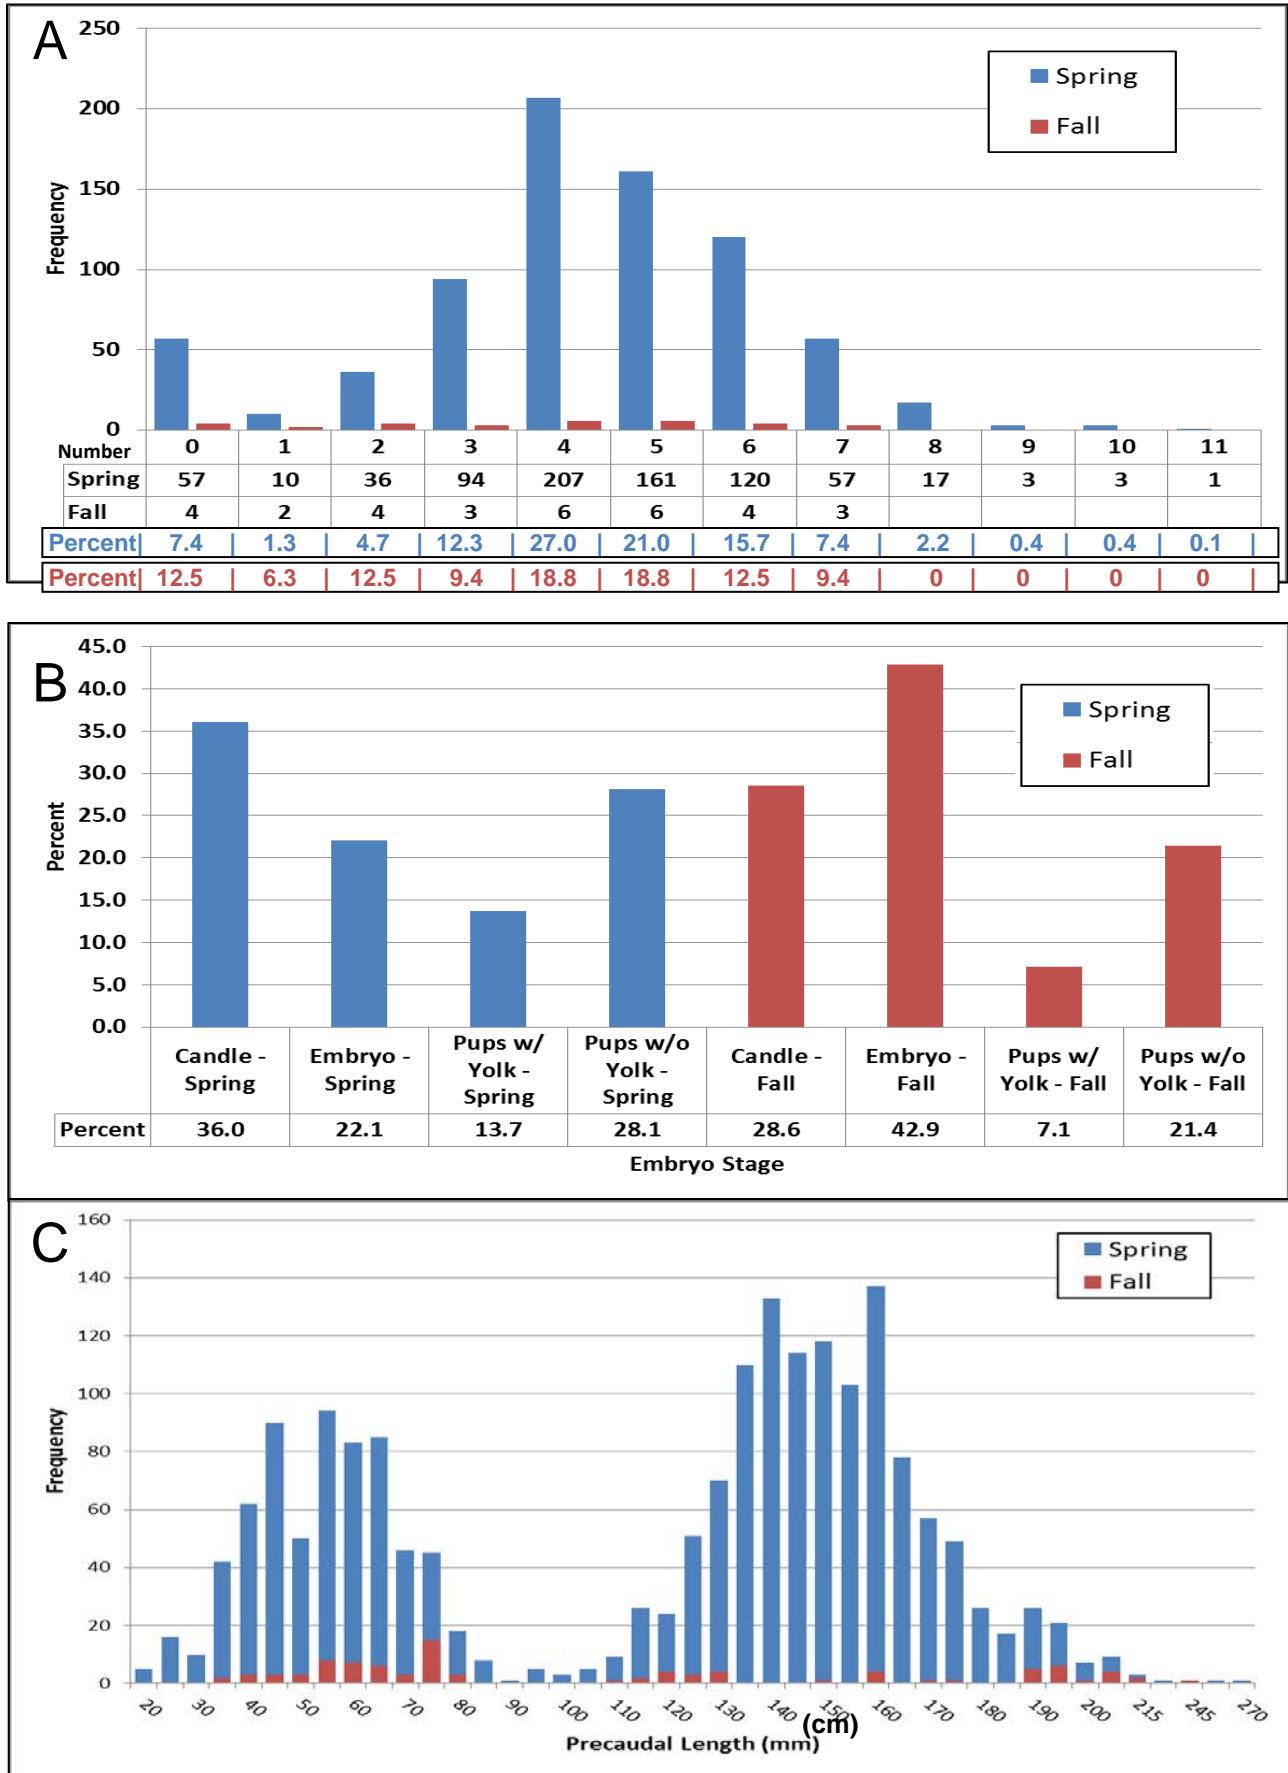 A
250
200
150
100
50
0
Frequency
Spring
Fall
Number 0 1 2 3 4 5 6 7 8 9 10 11
Spring 57 10 36 94 207 161 120 57 17 3 3 1
Fall 4 2 4 3 6 6 4 3
Percent| 7.4 | 1.3 | 4.7 | 12.3 | 27.0 | 21.0 | 15.7 | 7.4 | 2.2 | 0.4 | 0.4 | 0.1 |
Percent| 12.5 | 6.3 | 12.5 | 9.4 | 18.8 | 18.8 | 12.5 | 9.4 | 0 | 0 | 0 | 0 |
B
45.0
40.0
35.0
30.0
25.0
20.0
15.0
10.0
5.0
0.0
Percent
Spring
Fall
Candle - Spring
Embryo - Spring
Pups w/ Yolk - Spring
Pups w/o Yolk - Spring
Candle - Fall
Embryo - Fall
Pups w/ Yolk - Fall
Pups w/o Yolk - Fall
Percent 36.0 22.1 13.7 28.1 28.6 42.9 7.1 21.4
Embryo Stage
C
160
140
120
100
80
60
40
20
0
Frequency
Spring
Fall
20 30 40 50 60 70 80 90 100 110 120 130 140 150 160 170 180 190 200 215 245 270
(cm)
Precaudal Length (mm)